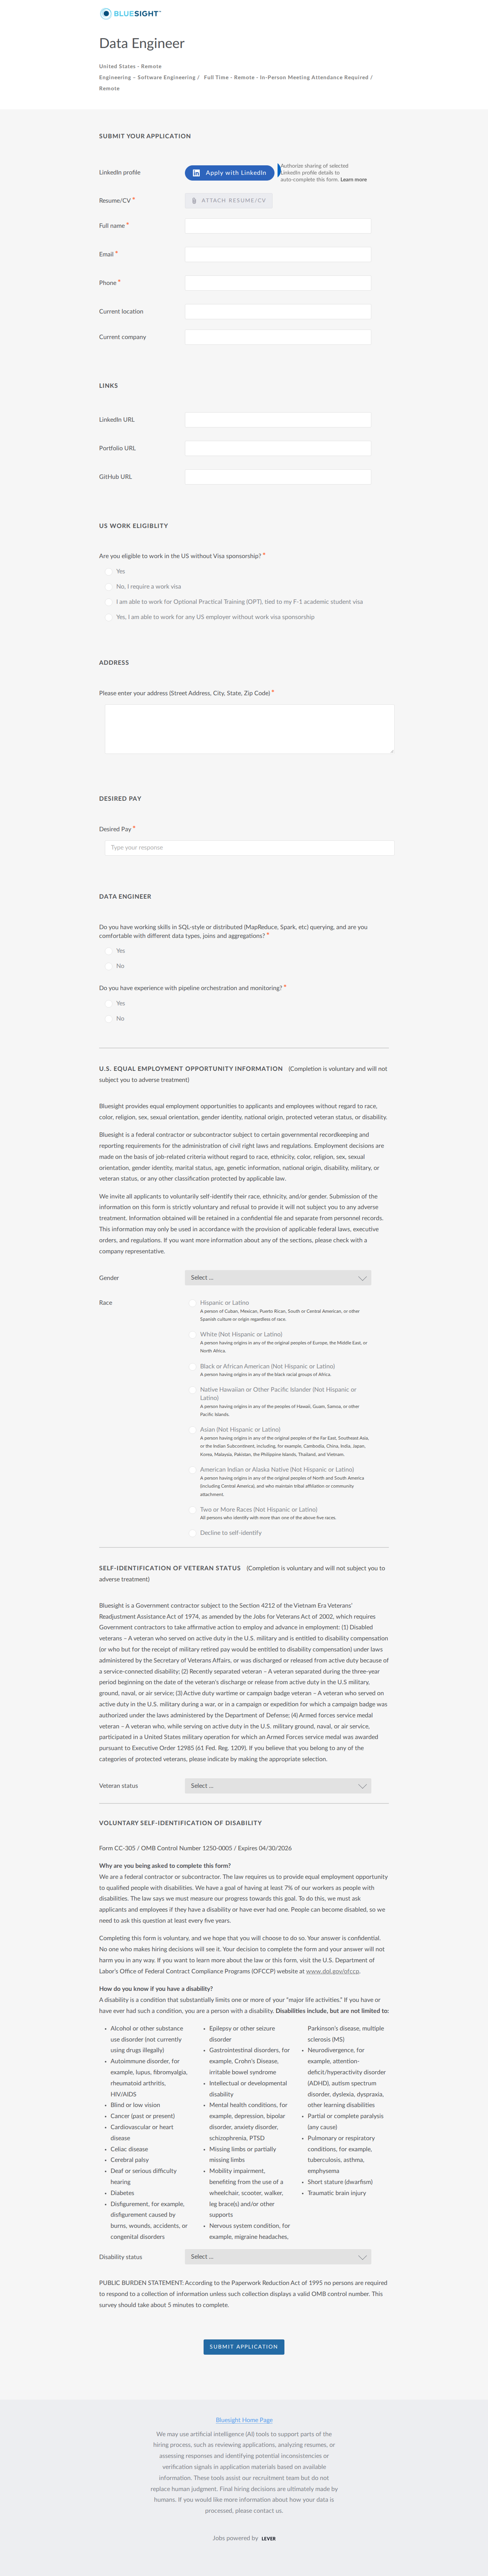 BLUESIGHT™
Data Engineer
United States - Remote
Engineering – Software Engineering / Full Time - Remote - In-Person Meeting Attendance Required /
Remote
SUBMIT YOUR APPLICATION
LinkedIn profile
Apply with LinkedIn
Authorize sharing of selected
LinkedIn profile details to
auto-complete this form. Learn more
Resume/CV *
ATTACH RESUME/CV
Full name *
Email *
Phone *
Current location
Current company
LINKS
LinkedIn URL
Portfolio URL
GitHub URL
US WORK ELIGIBLITY
Are you eligible to work in the US without Visa sponsorship? *
Yes
No, I require a work visa
I am able to work for Optional Practical Training (OPT), tied to my F-1 academic student visa
Yes, I am able to work for any US employer without work visa sponsorship
ADDRESS
Please enter your address (Street Address, City, State, Zip Code) *
DESIRED PAY
Desired Pay *
Type your response
DATA ENGINEER
Do you have working skills in SQL-style or distributed (MapReduce, Spark, etc) querying, and are you
comfortable with different data types, joins and aggregations? *
Yes
No
Do you have experience with pipeline orchestration and monitoring? *
Yes
No
U.S. EQUAL EMPLOYMENT OPPORTUNITY INFORMATION (Completion is voluntary and will not
subject you to adverse treatment)
Bluesight provides equal employment opportunities to applicants and employees without regard to race,
color, religion, sex, sexual orientation, gender identity, national origin, protected veteran status, or disability.
Bluesight is a federal contractor or subcontractor subject to certain governmental recordkeeping and
reporting requirements for the administration of civil right laws and regulations. Employment decisions are
made on the basis of job-related criteria without regard to race, ethnicity, color, religion, sex, sexual
orientation, gender identity, marital status, age, genetic information, national origin, disability, military, or
veteran status, or any other classification protected by applicable law.
We invite all applicants to voluntarily self-identify their race, ethnicity, and/or gender. Submission of the
information on this form is strictly voluntary and refusal to provide it will not subject you to any adverse
treatment. Information obtained will be retained in a confidential file and separate from personnel records.
This information may only be used in accordance with the provision of applicable federal laws, executive
orders, and regulations. If you want more information about any of the sections, please check with a
company representative.
Gender
Select ...
Race
Hispanic or Latino
A person of Cuban, Mexican, Puerto Rican, South or Central American, or other
Spanish culture or origin regardless of race.
White (Not Hispanic or Latino)
A person having origins in any of the original peoples of Europe, the Middle East, or
North Africa.
Black or African American (Not Hispanic or Latino)
A person having origins in any of the black racial groups of Africa.
Native Hawaiian or Other Pacific Islander (Not Hispanic or
Latino)
A person having origins in any of the peoples of Hawaii, Guam, Samoa, or other
Pacific Islands.
Asian (Not Hispanic or Latino)
A person having origins in any of the original peoples of the Far East, Southeast Asia,
or the Indian Subcontinent, including, for example, Cambodia, China, India, Japan,
Korea, Malaysia, Pakistan, the Philippine Islands, Thailand, and Vietnam.
American Indian or Alaska Native (Not Hispanic or Latino)
A person having origins in any of the original peoples of North and South America
(including Central America), and who maintain tribal affiliation or community
attachment.
Two or More Races (Not Hispanic or Latino)
All persons who identify with more than one of the above five races.
Decline to self-identify
SELF-IDENTIFICATION OF VETERAN STATUS (Completion is voluntary and will not subject you to
adverse treatment)
Bluesight is a Government contractor subject to the Section 4212 of the Vietnam Era Veterans'
Readjustment Assistance Act of 1974, as amended by the Jobs for Veterans Act of 2002, which requires
Government contractors to take affirmative action to employ and advance in employment: (1) Disabled
veterans – A veteran who served on active duty in the U.S. military and is entitled to disability compensation
(or who but for the receipt of military retired pay would be entitled to disability compensation) under laws
administered by the Secretary of Veterans Affairs, or was discharged or released from active duty because of
a service-connected disability; (2) Recently separated veteran – A veteran separated during the three-year
period beginning on the date of the veteran's discharge or release from active duty in the U.S military,
ground, naval, or air service; (3) Active duty wartime or campaign badge veteran – A veteran who served on
active duty in the U.S. military during a war, or in a campaign or expedition for which a campaign badge was
authorized under the laws administered by the Department of Defense; (4) Armed forces service medal
veteran – A veteran who, while serving on active duty in the U.S. military ground, naval, or air service,
participated in a United States military operation for which an Armed Forces service medal was awarded
pursuant to Executive Order 12985 (61 Fed. Reg. 1209). If you believe that you belong to any of the
categories of protected veterans, please indicate by making the appropriate selection.
Veteran status
Select ...
VOLUNTARY SELF-IDENTIFICATION OF DISABILITY
Form CC-305 / OMB Control Number 1250-0005 / Expires 04/30/2026
Why are you being asked to complete this form?
We are a federal contractor or subcontractor. The law requires us to provide equal employment opportunity
to qualified people with disabilities. We have a goal of having at least 7% of our workers as people with
disabilities. The law says we must measure our progress towards this goal. To do this, we must ask
applicants and employees if they have a disability or have ever had one. People can become disabled, so we
need to ask this question at least every five years.
Completing this form is voluntary, and we hope that you will choose to do so. Your answer is confidential.
No one who makes hiring decisions will see it. Your decision to complete the form and your answer will not
harm you in any way. If you want to learn more about the law or this form, visit the U.S. Department of
Labor's Office of Federal Contract Compliance Programs (OFCCP) website at www.dol.gov/ofccp.
How do you know if you have a disability?
A disability is a condition that substantially limits one or more of your "major life activities." If you have or
have ever had such a condition, you are a person with a disability. Disabilities include, but are not limited to:
• Alcohol or other substance
use disorder (not currently
using drugs illegally)
• Autoimmune disorder, for
example, lupus, fibromyalgia,
rheumatoid arthritis,
HIV/AIDS
• Blind or low vision
• Cancer (past or present)
• Cardiovascular or heart
disease
• Celiac disease
• Cerebral palsy
• Deaf or serious difficulty
hearing
• Diabetes
• Disfigurement, for example,
disfigurement caused by
burns, wounds, accidents, or
congenital disorders
• Epilepsy or other seizure
disorder
• Gastrointestinal disorders, for
example, Crohn's Disease,
irritable bowel syndrome
• Intellectual or developmental
disability
• Mental health conditions, for
example, depression, bipolar
disorder, anxiety disorder,
schizophrenia, PTSD
• Missing limbs or partially
missing limbs
• Mobility impairment,
benefiting from the use of a
wheelchair, scooter, walker,
leg brace(s) and/or other
supports
• Nervous system condition, for
example, migraine headaches,
Parkinson's disease, multiple
sclerosis (MS)
• Neurodivergence, for
example, attention-
deficit/hyperactivity disorder
(ADHD), autism spectrum
disorder, dyslexia, dyspraxia,
other learning disabilities
• Partial or complete paralysis
(any cause)
• Pulmonary or respiratory
conditions, for example,
tuberculosis, asthma,
emphysema
• Short stature (dwarfism)
• Traumatic brain injury
Disability status
Select ...
PUBLIC BURDEN STATEMENT: According to the Paperwork Reduction Act of 1995 no persons are required
to respond to a collection of information unless such collection displays a valid OMB control number. This
survey should take about 5 minutes to complete.
SUBMIT APPLICATION
Bluesight Home Page
We may use artificial intelligence (AI) tools to support parts of the
hiring process, such as reviewing applications, analyzing resumes, or
assessing responses and identifying potential inconsistencies or
verification signals in application materials based on available
information. These tools assist our recruitment team but do not
replace human judgment. Final hiring decisions are ultimately made by
humans. If you would like more information about how your data is
processed, please contact us.
Jobs powered by LEVER